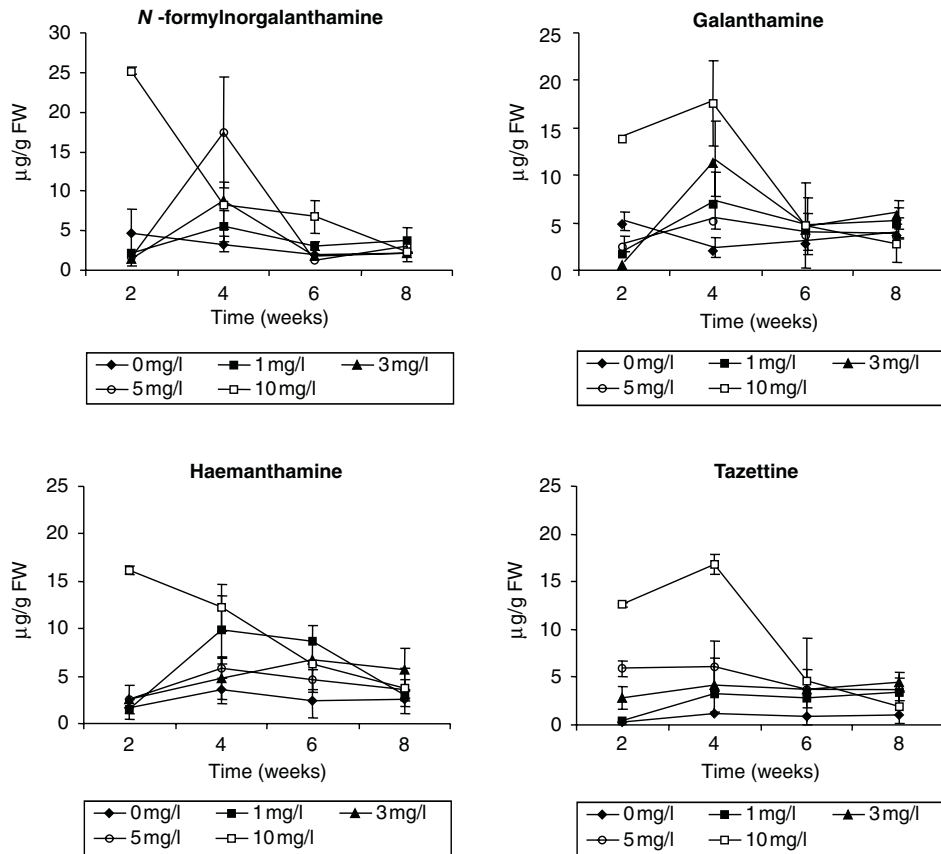 N -formylnorgalanthamine
µg/g FW
30
25
20
15
10
5
0
2 4 6 8
Time (weeks)
0 mg/l 1 mg/l 3 mg/l
5 mg/l 10 mg/l
Galanthamine
µg/g FW
25
20
15
10
5
0
2 4 6 8
Time (weeks)
0 mg/l 1 mg/l 3 mg/l
5 mg/l 10 mg/l
Haemanthamine
µg/g FW
25
20
15
10
5
0
2 4 6 8
Time (weeks)
0 mg/l 1 mg/l 3 mg/l
5 mg/l 10 mg/l
Tazettine
µg/g FW
25
20
15
10
5
0
2 4 6 8
Time (weeks)
0 mg/l 1 mg/l 3 mg/l
5 mg/l 10 mg/l